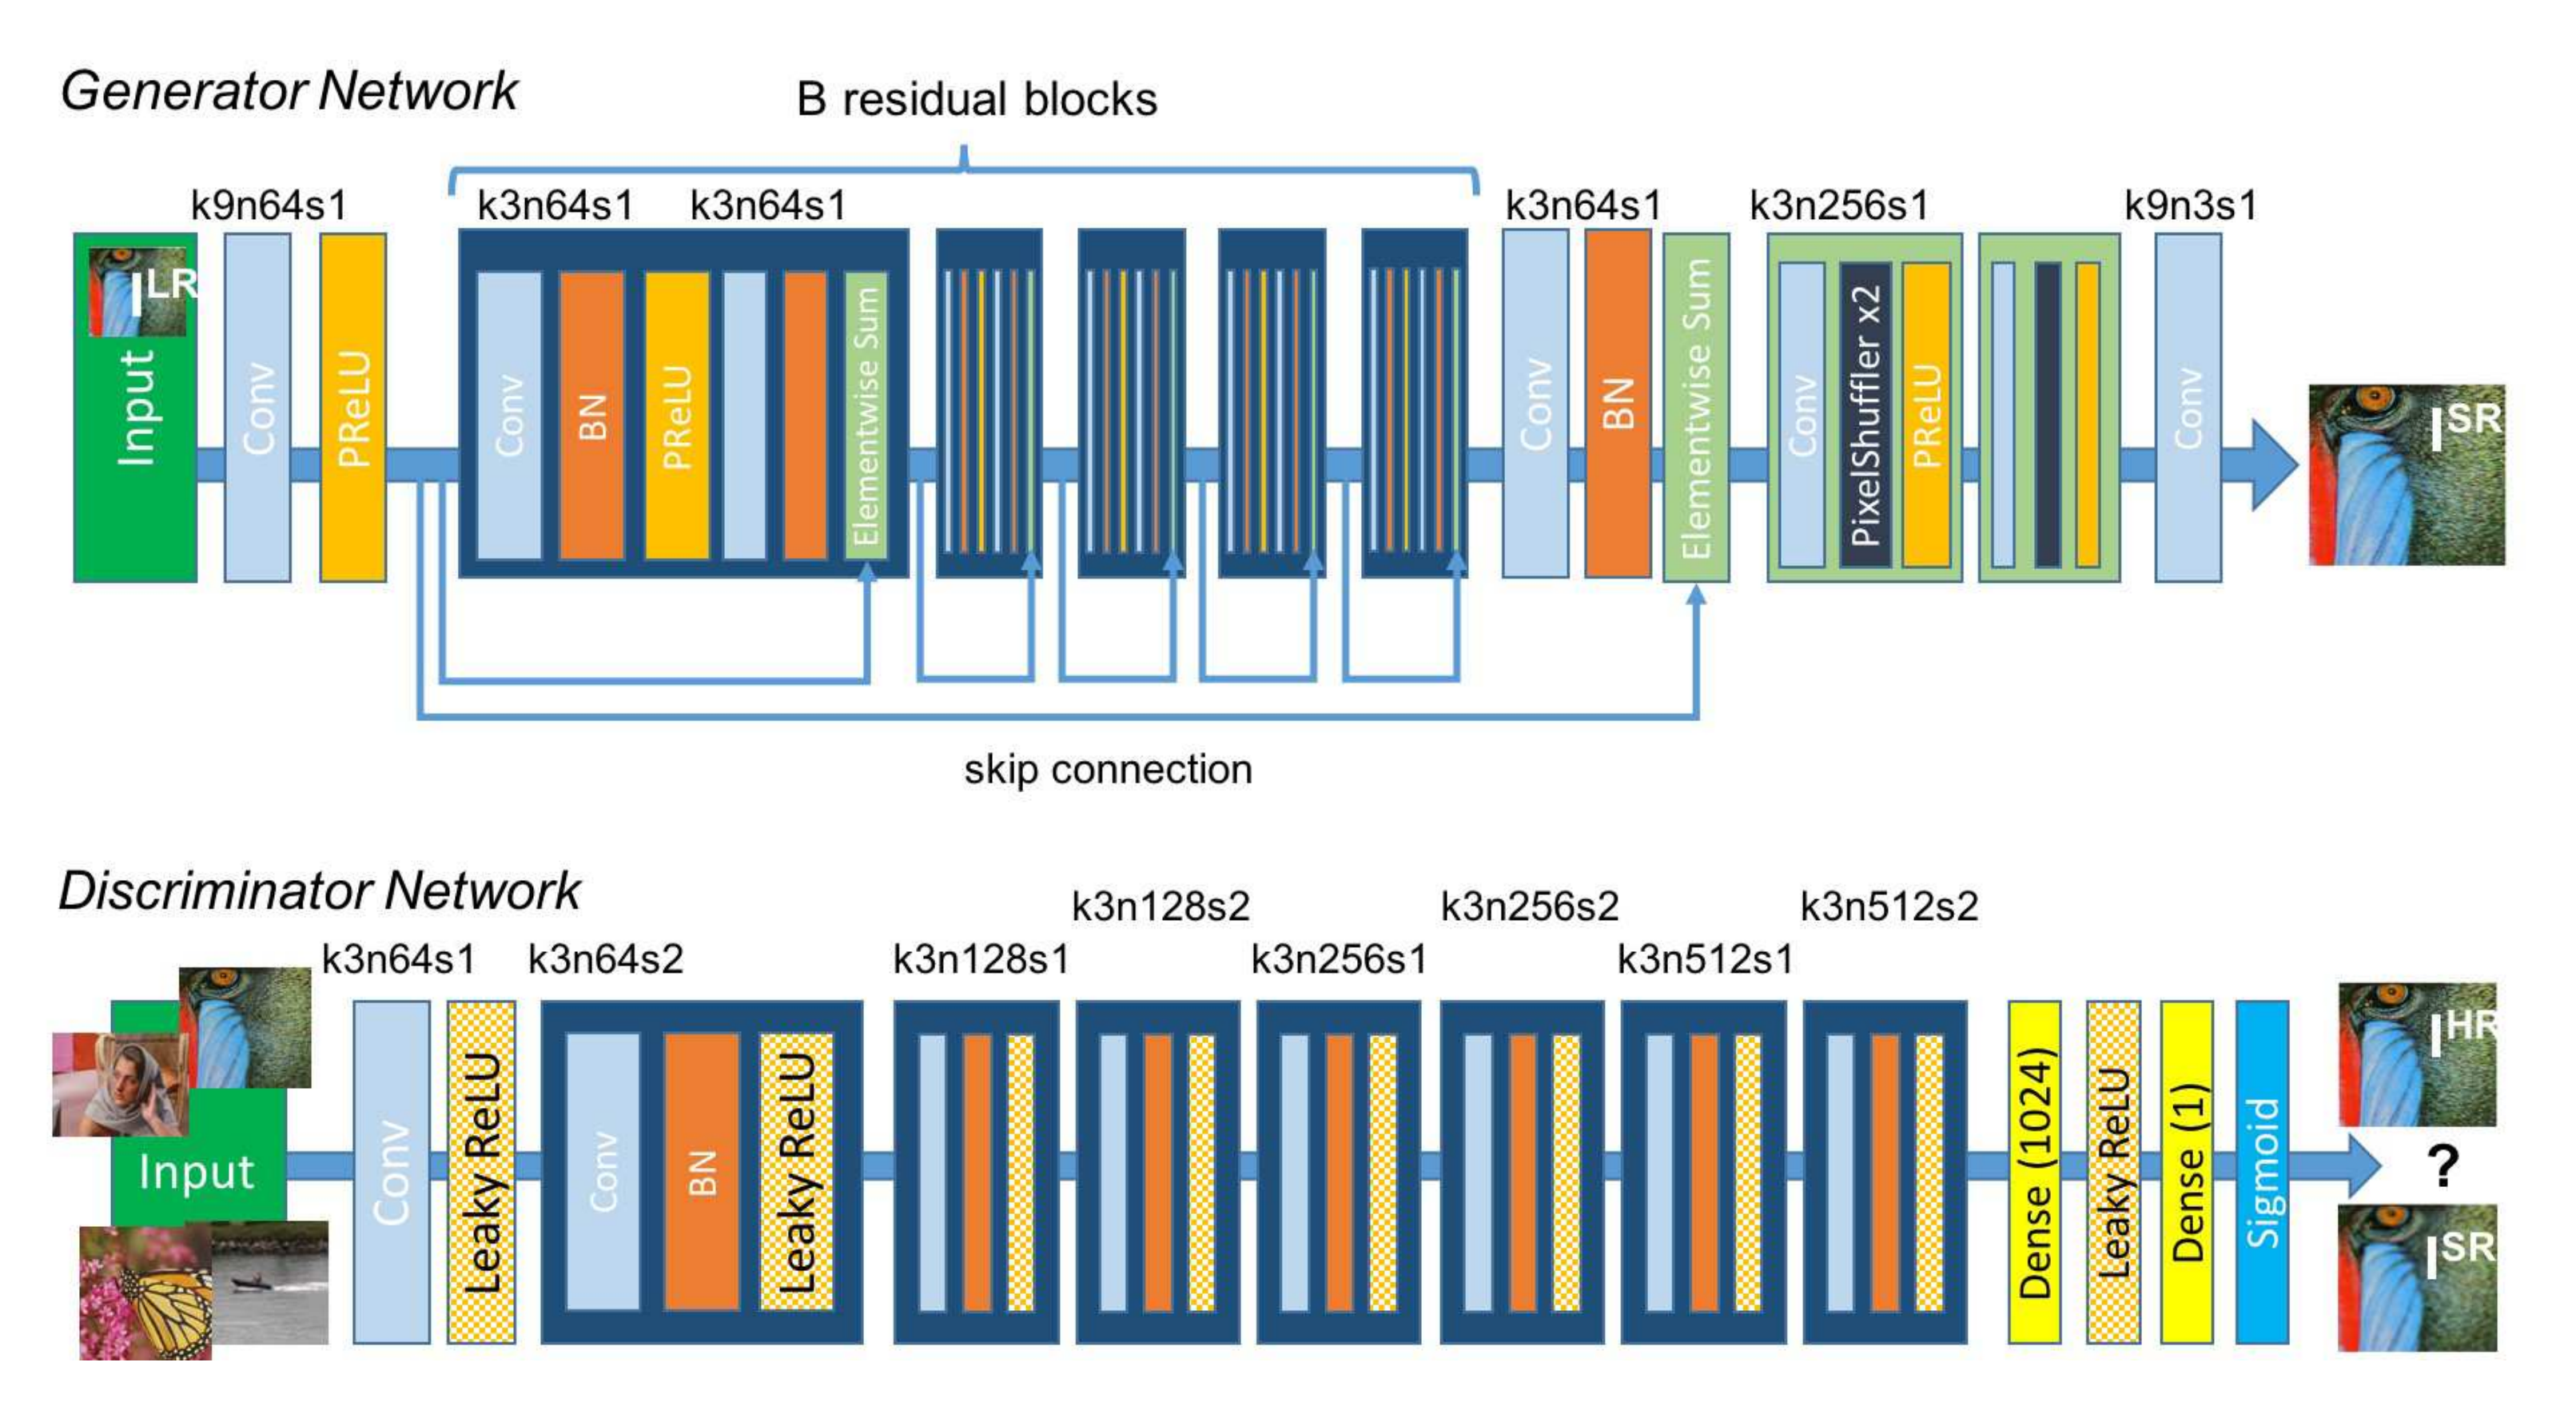 Generator Network
B residual blocks
k9n64s1
k3n64s1
k3n64s1
k3n64s1
k3n256s1
k9n3s1
I^LR
Input
Conv
PReLU
Conv
BN
PReLU
Elementwise Sum
Conv
BN
Elementwise Sum
Conv
PixelShuffler x2
PReLU
Conv
I^SR
skip connection
Discriminator Network
k3n64s1
k3n64s2
k3n128s1
k3n128s2
k3n256s1
k3n256s2
k3n512s1
k3n512s2
Input
Conv
Leaky ReLU
Conv
BN
Leaky ReLU
Dense (1024)
Leaky ReLU
Dense (1)
Sigmoid
I^HR
?
I^SR